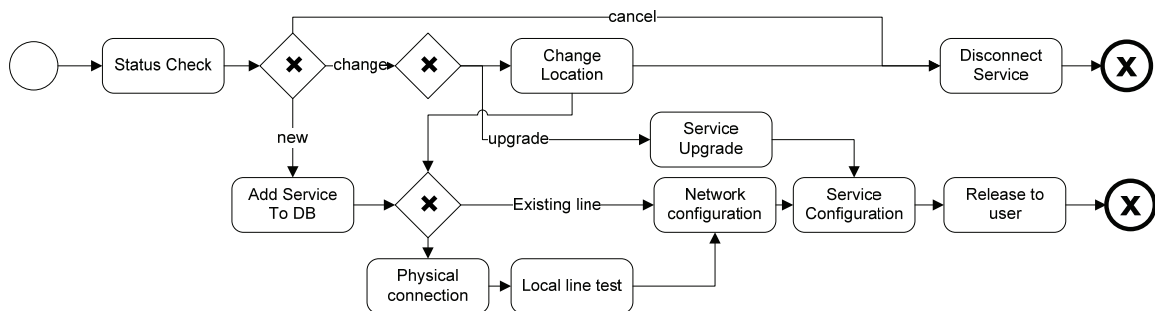 cancel
Status Check
change
Change
Location
Disconnect
Service
X
new
upgrade
Service
Upgrade
Add Service
To DB
Existing line
Network
configuration
Service
Configuration
Release to
user
X
Physical
connection
Local line test